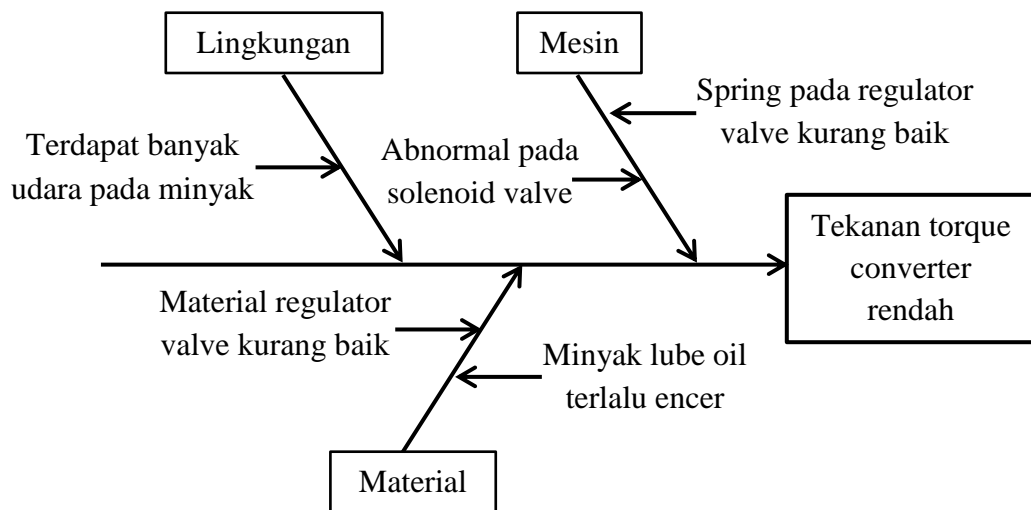 Lingkungan
Mesin
Spring pada regulator
valve kurang baik
Terdapat banyak
udara pada minyak
Abnormal pada
solenoid valve
Tekanan torque
converter
rendah
Material regulator
valve kurang baik
Minyak lube oil
terlalu encer
Material